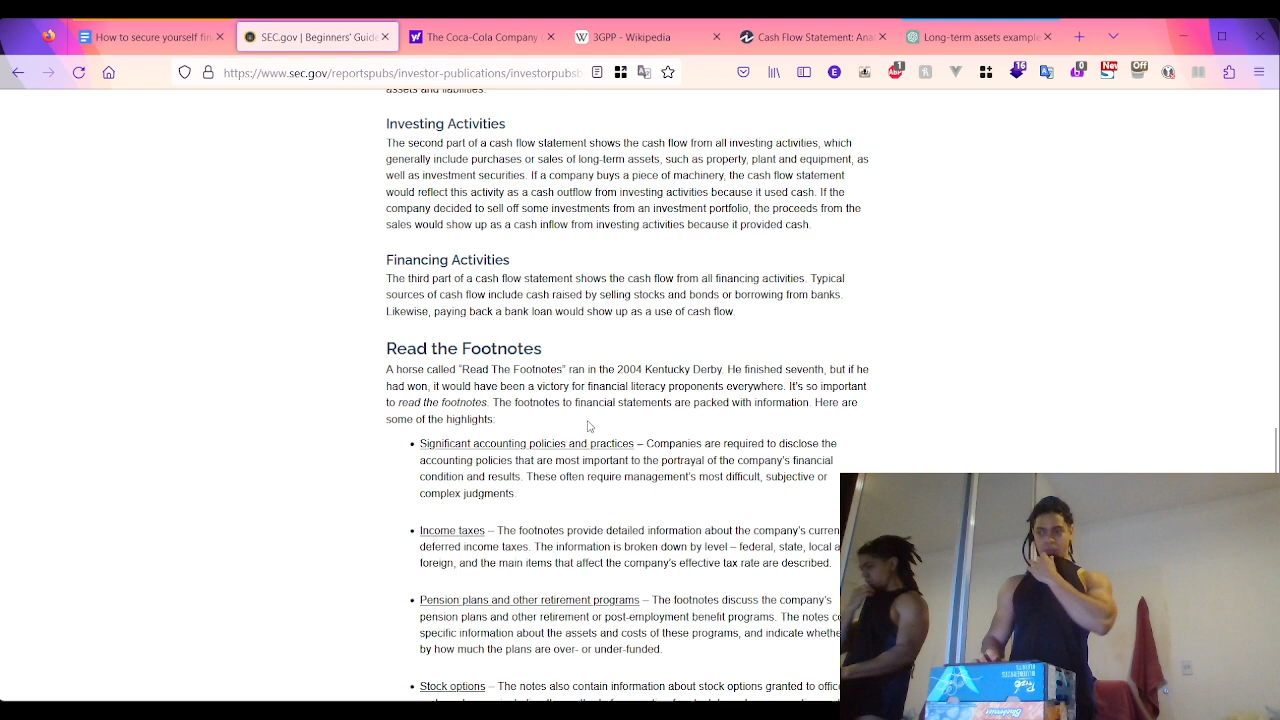 How to secure yourself fin
SEC.gov | Beginners' Guide
The Coca-Cola Company
3GPP - Wikipedia
Cash Flow Statement: Ana
Long-term assets example
https://www.sec.gov/reportspubs/investor-publications/investorpubsb
1
16
0
New
Off
assets and liabilities.
Investing Activities
The second part of a cash flow statement shows the cash flow from all investing activities, which
generally include purchases or sales of long-term assets, such as property, plant and equipment, as
well as investment securities. If a company buys a piece of machinery, the cash flow statement
would reflect this activity as a cash outflow from investing activities because it used cash. If the
company decided to sell off some investments from an investment portfolio, the proceeds from the
sales would show up as a cash inflow from investing activities because it provided cash.
Financing Activities
The third part of a cash flow statement shows the cash flow from all financing activities. Typical
sources of cash flow include cash raised by selling stocks and bonds or borrowing from banks.
Likewise, paying back a bank loan would show up as a use of cash flow.
Read the Footnotes
A horse called "Read The Footnotes" ran in the 2004 Kentucky Derby. He finished seventh, but if he
had won, it would have been a victory for financial literacy proponents everywhere. It's so important
to read the footnotes. The footnotes to financial statements are packed with information. Here are
some of the highlights:
• Significant accounting policies and practices – Companies are required to disclose the
accounting policies that are most important to the portrayal of the company's financial
condition and results. These often require management's most difficult, subjective or
complex judgments.
• Income taxes – The footnotes provide detailed information about the company's curren
deferred income taxes. The information is broken down by level – federal, state, local a
foreign, and the main items that affect the company's effective tax rate are described.
• Pension plans and other retirement programs – The footnotes discuss the company's
pension plans and other retirement or post-employment benefit programs. The notes co
specific information about the assets and costs of these programs, and indicate whethe
by how much the plans are over- or under-funded.
• Stock options – The notes also contain information about stock options granted to offic